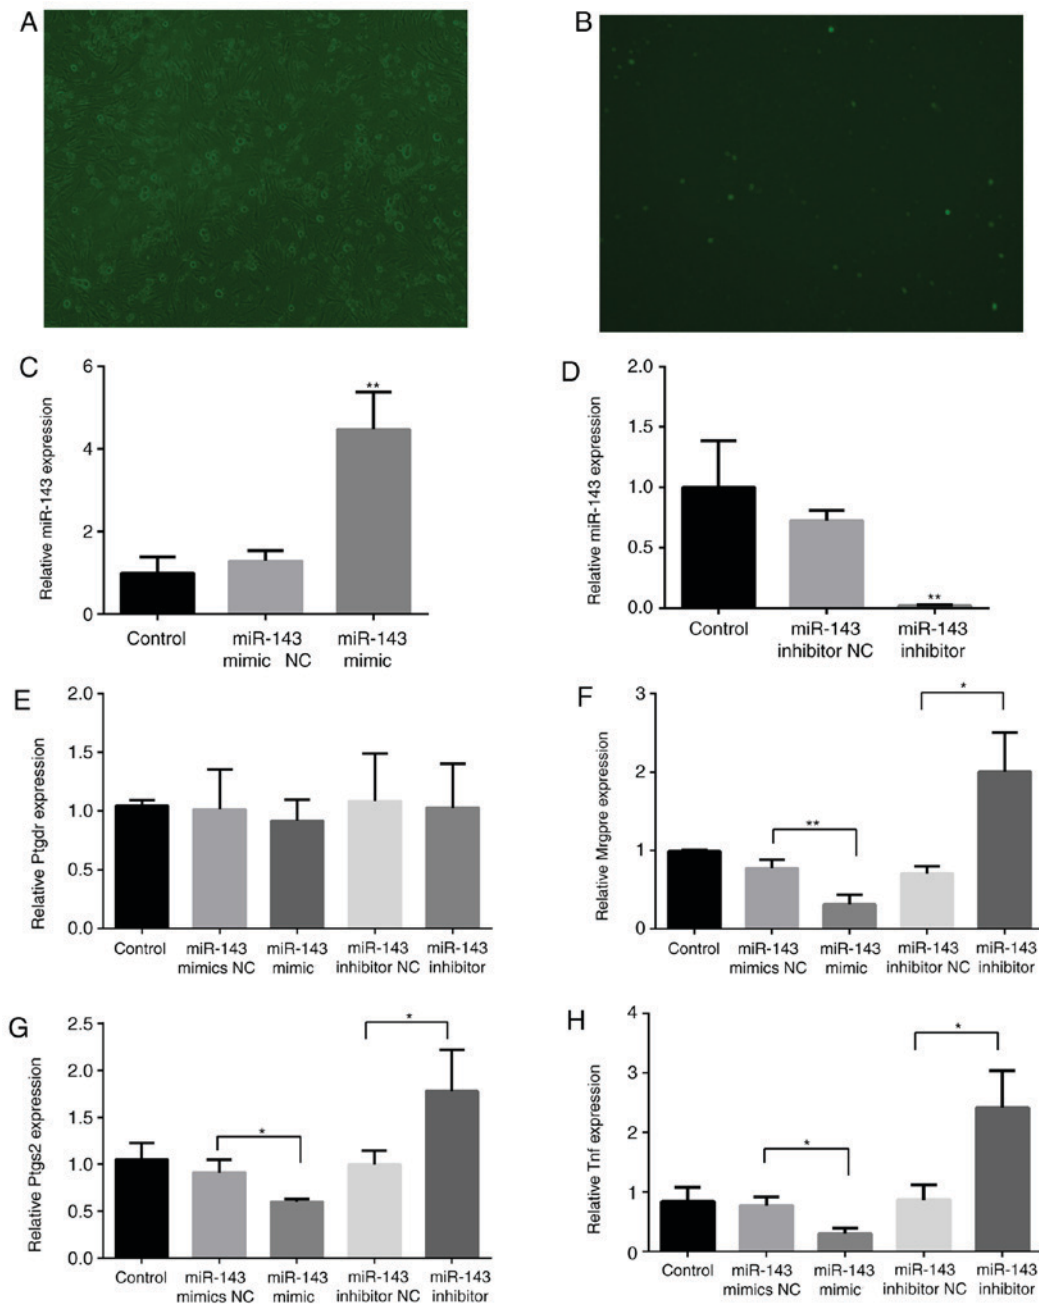 A
B
C
Relative miR-143 expression
6
4
2
0
**
Control
miR-143
mimic NC
miR-143
mimic
D
Relative miR-143 expression
2.0
1.5
1.0
0.5
0.0
**
Control
miR-143
inhibitor NC
miR-143
inhibitor
E
Relative Ptgdr expression
2.0
1.5
1.0
0.5
0.0
Control
miR-143
mimics NC
miR-143
mimic
miR-143
inhibitor NC
miR-143
inhibitor
F
Relative Mrgpre expression
3
2
1
0
**
*
Control
miR-143
mimics NC
miR-143
mimic
miR-143
inhibitor NC
miR-143
inhibitor
G
Relative Ptgs2 expression
2.5
2.0
1.5
1.0
0.5
0.0
*
*
Control
miR-143
mimics NC
miR-143
mimic
miR-143
inhibitor NC
miR-143
inhibitor
H
Relative Tnf expression
4
3
2
1
0
*
*
Control
miR-143
mimics NC
miR-143
mimic
miR-143
inhibitor NC
miR-143
inhibitor